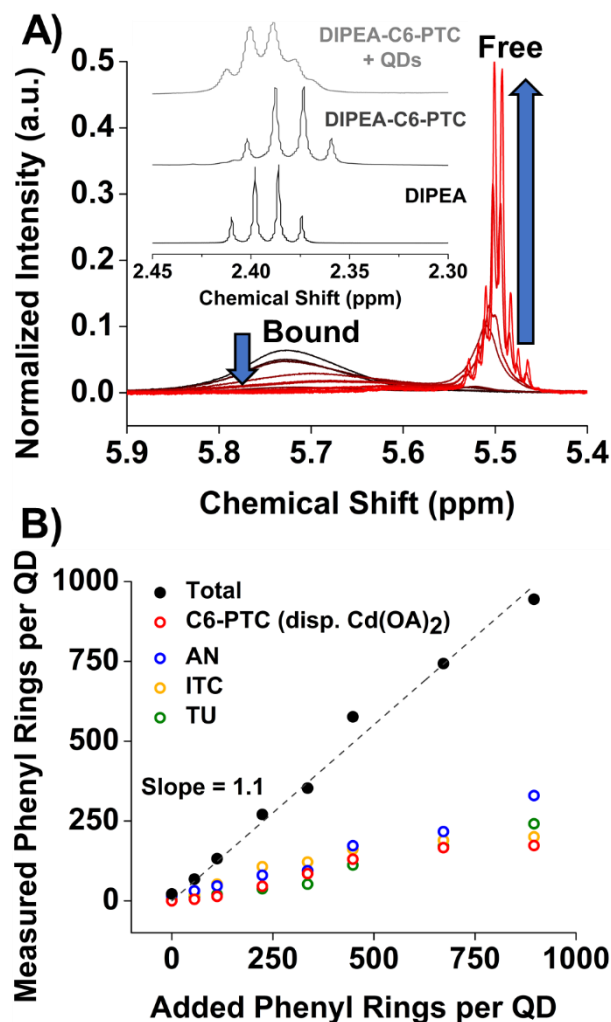 A)
DIPEA-C6-PTC
+ QDs
DIPEA-C6-PTC
DIPEA
2.45 2.40 2.35 2.30
Chemical Shift (ppm)
Free
Bound
0.5
0.4
0.3
0.2
0.1
0.0
Normalized Intensity (a.u.)
5.9 5.8 5.7 5.6 5.5 5.4
Chemical Shift (ppm)
B)
1000
750
500
250
0
Measured Phenyl Rings per QD
Total
C6-PTC (disp. Cd(OA)2)
AN
ITC
TU
Slope = 1.1
0 250 500 750 1000
Added Phenyl Rings per QD